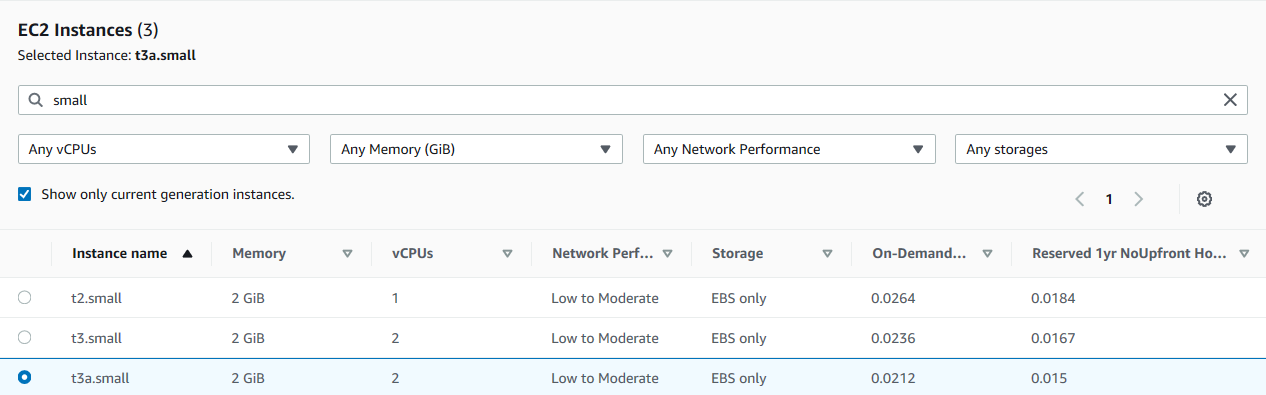 EC2 Instances (3)
Selected Instance: t3a.small
small
Any vCPUs Any Memory (GiB) Any Network Performance Any storages
Show only current generation instances.
1
Instance name Memory vCPUs Network Perf... Storage On-Demand... Reserved 1yr NoUpfront Ho...
t2.small 2 GiB 1 Low to Moderate EBS only 0.0264 0.0184
t3.small 2 GiB 2 Low to Moderate EBS only 0.0236 0.0167
t3a.small 2 GiB 2 Low to Moderate EBS only 0.0212 0.015